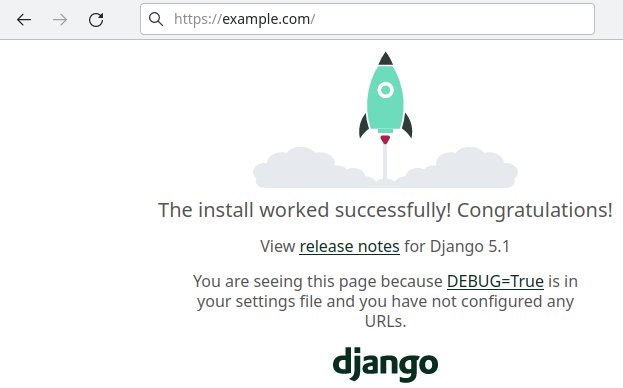 https://example.com/
The install worked successfully! Congratulations!
View release notes for Django 5.1
You are seeing this page because DEBUG=True is in
your settings file and you have not configured any
URLs.
django